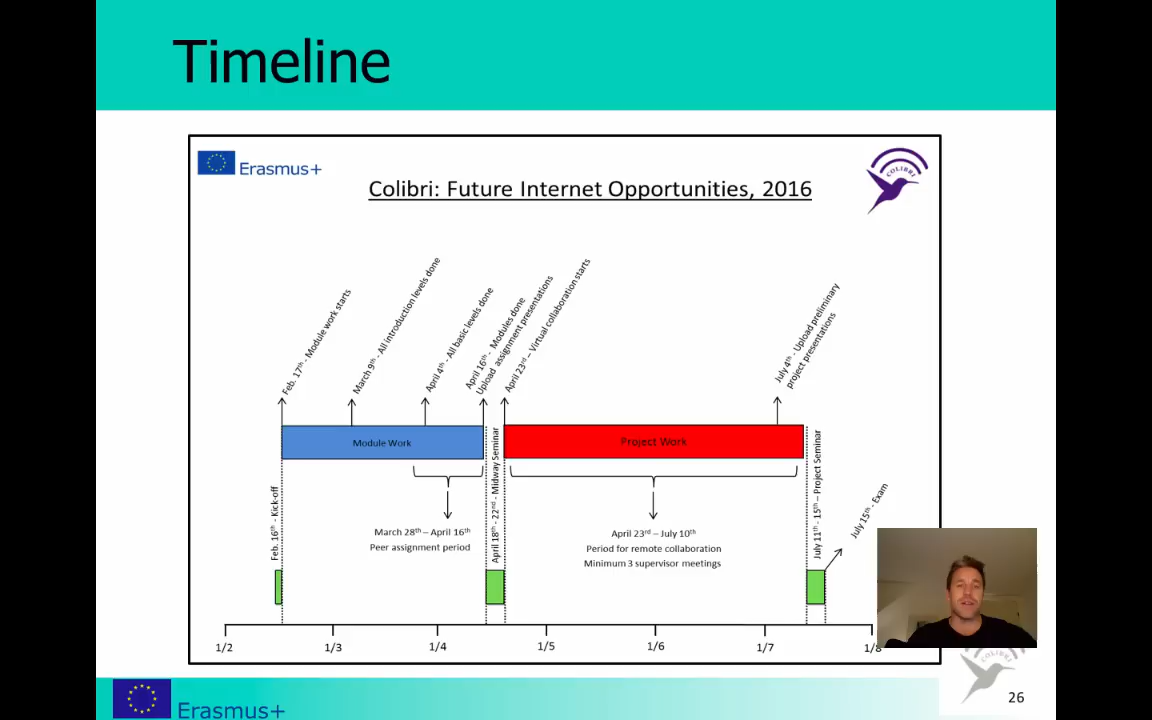 Timeline
Erasmus+
COLIBRI
Colibri: Future Internet Opportunities, 2016
Feb. 17th - Module work starts
March 9th - All introduction levels done
April 4th - All basic levels done
April 16th - Modules done
Upload assignment presentations
April 23rd – Virtual collaboration starts
July 4th - Upload preliminary
project presentations
Module Work
Project Work
Feb. 16th - Kick-off
April 18th - 22nd - Midway Seminar
July 11th - 15th – Project Seminar
July 15th - Exam
March 28th – April 16th
Peer assignment period
April 23rd – July 10th
Period for remote collaboration
Minimum 3 supervisor meetings
1/2 1/3 1/4 1/5 1/6 1/7 1/8
COLIBRI
Erasmus+
26